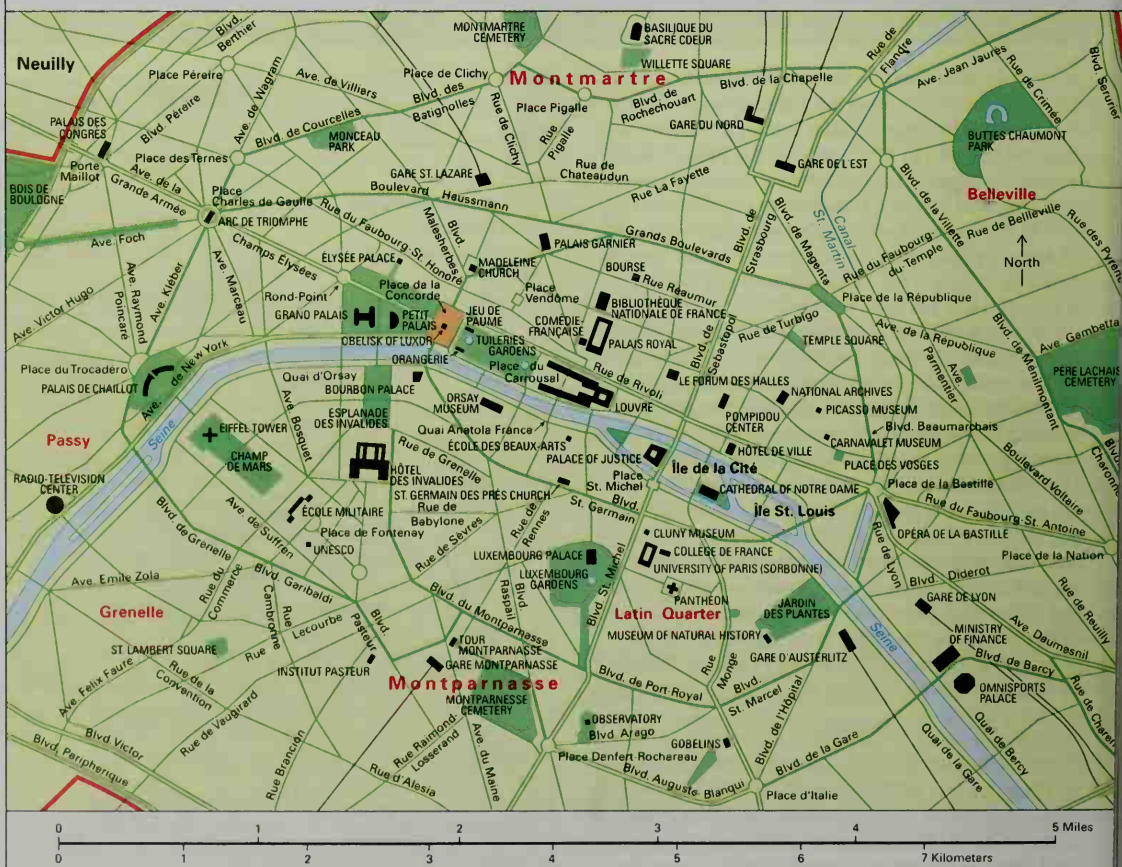 Neuilly
Blvd.
Berthier
Place Péreire
Ave. de Wagram
Ave. de Villiers
MONTMARTRE
CEMETERY
BASILIQUE DU
SACRÉ COEUR
WILLETTE SQUARE
Place de Clichy
Blvd. des
Batignolles
Montmartre
Blvd. de la Chapelle
Rue de
Flandre
Ave. Jean Jaurès
Rue de Crimée
Blvd. Serurier
PALAIS DES
CONGRES
Blvd. Péraire
Blvd. de Courcelles
MONCEAU
PARK
Rue de Clichy
Place Pigalle
Rue
Pigalle
Blvd. de
Rochechouart
GARE DU NORD
BUTTES CHAUMONT
PARK
Porte
Maillot
Place des Ternes
Ave. de la
Grande Armée
GARE ST. LAZARE
Rue de
Chateaudun
GARE DE L'EST
Belleville
BOIS DE
BOULOGNE
Place
Charles de Gaulle
ARC DE TRIOMPHE
Boulevard Haussmann
Rue La Fayette
Canal
St. Martin
Blvd. de la Villette
Rue de Belleville
Rue des Pyrén
Ave. Foch
Champs Elysées
Rue du Faubourg-St. Honore
Blvd.
Malesherbes
PALAIS GARNIER
Grands Boulevards
Blvd. de
Strasbourg
Blvd. de Magenta
Rue du Faubourg-
du-Temple
North
Ave. Victor Hugo
Ave. Raymond
Poincaré
Ave. Kléber
Ave. Marceau
ÉLYSÉE PALACE
MADELEINE
CHURCH
Place
Vendôme
BOURSE
Rue Réaumur
Place de la République
Rond-Point
Place de la
Concorde
GRAND PALAIS
PETIT
PALAIS
JEU DE
PAUME
BIBLIOTHÈQUE
NATIONALE DE FRANCE
COMÉDIE-
FRANÇAISE
PALAIS ROYAL
OBELISK OF LUXOR
ORANGERIE
TUILERIES
GARDENS
Blvd. de
Sebastopol
Rue de Turbigo
TEMPLE SQUARE
Ave. de la République
Ave.
Parmentier
Blvd. de Ménilmontant
Ave. Gambetta
PÈRE LACHAIS
CEMETERY
Place du Trocadéro
PALAIS DE CHAILLOT
Ave. de New York
Quai d'Orsay
BOURBON PALACE
Place du
Carrousal
Rue de Rivoli
LOUVRE
LE FORUM DES HALLES
NATIONAL ARCHIVES
PICASSO MUSEUM
POMPIDOU
CENTER
Blvd. Beaumarchais
CARNAVALET MUSEUM
Passy
Seine
EIFFEL TOWER
CHAMP
DE MARS
Ave. Bosquet
ESPLANADE
DES INVALIDES
ORSAY
MUSEUM
Quai Anatole France
ÉCOLE DES BEAUX-ARTS
PALACE OF JUSTICE
HÔTEL DE VILLE
PLACE DES VOSGES
Boulevard Voltaire
Blvd. de
Charonne
RADIO-TELEVISION
CENTER
HÔTEL
DES INVALIDES
Rue de Grenelle
ST. GERMAIN DES PRÈS CHURCH
Place
St. Michel
Île de la Cité
CATHEDRAL OF NOTRE DAME
Île St. Louis
Place de la Bastille
Rue du Faubourg-St. Antoine
ÉCOLE MILITAIRE
Ave. de Suffren
Place de Fontenay
UNESCO
Rue de
Babylone
Rue de Sèvres
Rue de
Rennes
Blvd.
St. Germain
CLUNY MUSEUM
COLLEGE DE FRANCE
UNIVERSITY OF PARIS (SORBONNE)
OPÉRA DE LA BASTILLE
Place de la Nation
Blvd. de Grenelle
Ave. Emile Zola
Rue du
Commerce
Blvd. Garibaldi
LUXEMBOURG PALACE
LUXEMBOURG
GARDENS
Blvd. St. Michel
PANTHEON
Rue de Lyon
Blvd. Diderot
GARE DE LYON
Grenelle
Rue
Cambronne
Rue
Lecourbe
Blvd.
Pasteur
Blvd. du Montparnasse
Blvd.
Raspail
Latin Quarter
JARDIN
DES PLANTES
MUSEUM OF NATURAL HISTORY
Seine
MINISTRY
OF FINANCE
Ave. Daumesnil
Rue de Reuilly
ST. LAMBERT SQUARE
INSTITUT PASTEUR
TOUR
MONTPARNASSE
GARE MONTPARNASSE
Rue
Monge
GARE D'AUSTERLITZ
Blvd. de Bercy
Ave. Félix Faure
Rue de la
Convention
Rue de Vaugirard
Montparnasse
MONTPARNESSE
CEMETERY
Blvd. de Port-Royal
Blvd.
St. Marcel
OMNISPORTS
PALACE
Rue de Charen
Blvd. Victor
Blvd. Peripherique
Rue Brancion
Rue Raimond-
Losserand
Rue d'Alesia
Ave. du Maine
OBSERVATORY
Blvd. Arago
Place Denfert-Rochereau
GOBELINS
Blvd. Auguste Blanqui
Blvd. de l'Hôpital
Blvd. de la Gare
Place d'Italie
Quai de la Gare
Quai de Bercy
0 1 2 3 4 5 Miles
0 1 2 3 4 5 6 7 Kilometers